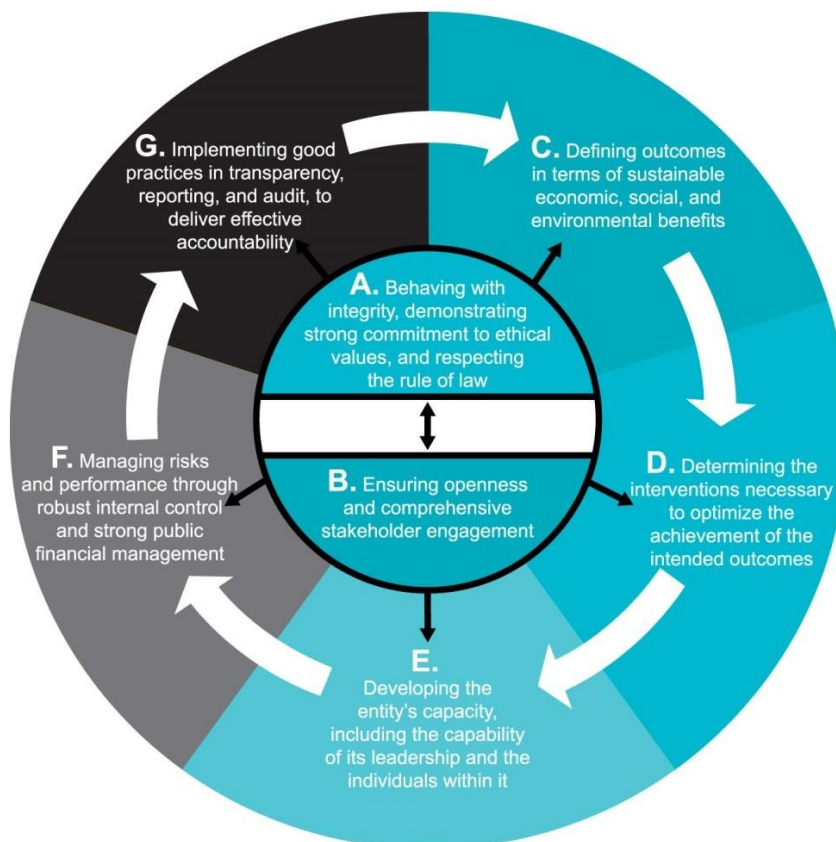 G. Implementing good
practices in transparency,
reporting, and audit, to
deliver effective
accountability
C. Defining outcomes
in terms of sustainable
economic, social, and
environmental benefits
A. Behaving with
integrity, demonstrating
strong commitment to ethical
values, and respecting
the rule of law
F. Managing risks
and performance through
robust internal control
and strong public
financial management
B. Ensuring openness
and comprehensive
stakeholder engagement
D. Determining the
interventions necessary
to optimize the
achievement of the
intended outcomes
E.
Developing the
entity's capacity,
including the capability
of its leadership and the
individuals within it